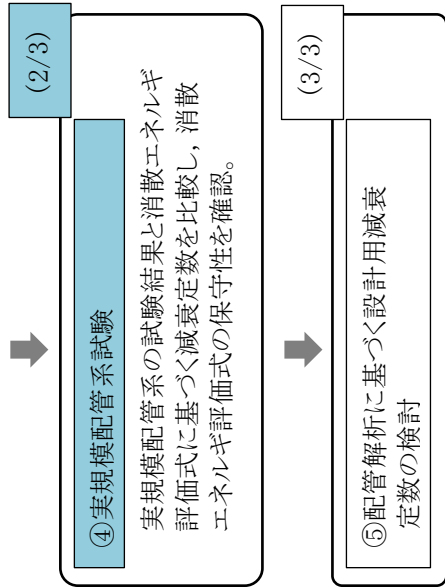 (2/3)
④実規模配管系試験
実規模配管系の試験結果と消散エネルギ
評価式に基づく減衰定数を比較し，消散
エネルギ評価式の保守性を確認。
(3/3)
⑤配管解析に基づく設計用減衰
定数の検討